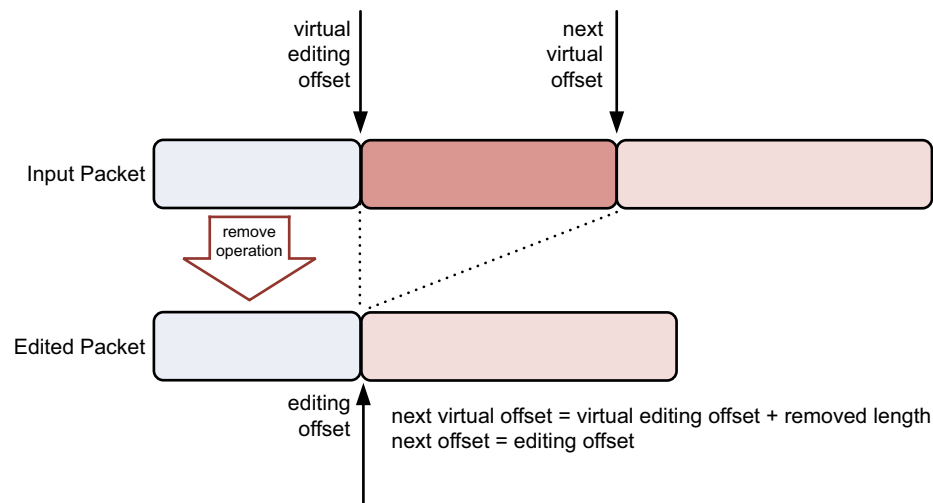 virtual
editing
offset
next
virtual
offset
Input Packet
remove
operation
Edited Packet
editing
offset
next virtual offset = virtual editing offset + removed length
next offset = editing offset